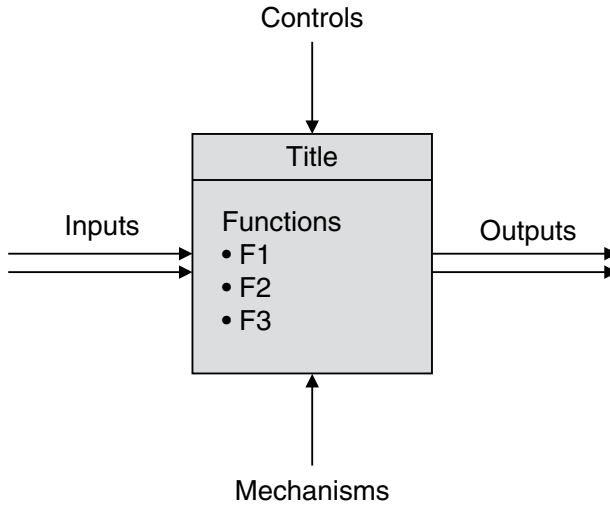 Controls
Title
Inputs
Functions
• F1
• F2
• F3
Outputs
Mechanisms